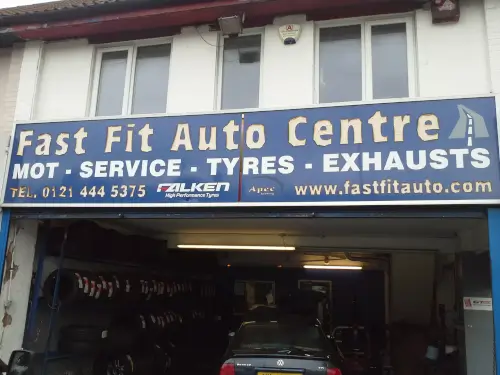 Fast Fit Auto Centre
MOT - SERVICE - TYRES - EXHAUSTS
TEL. 0121 444 5375 FALKEN High Performance Tyres Apec www.fastfitauto.com